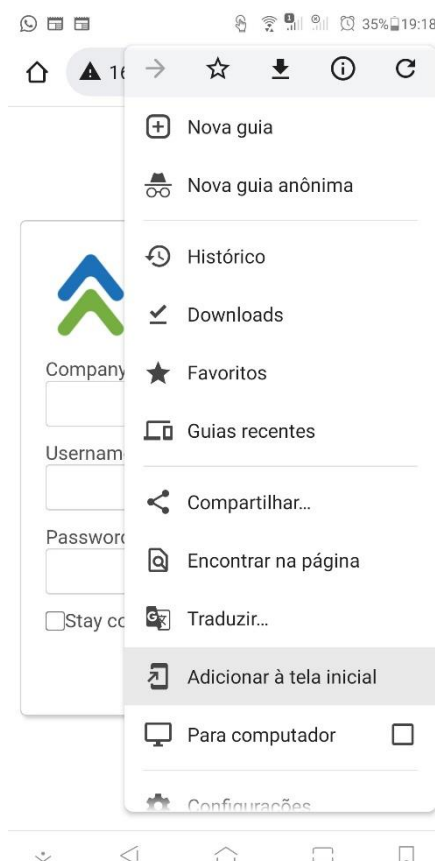 35% 19:18
16
Nova guia
Nova guia anônima
Histórico
Downloads
Favoritos
Guias recentes
Compartilhar...
Encontrar na página
Traduzir...
Adicionar à tela inicial
Para computador
Configurações
Company
Usernam
Password
Stay co